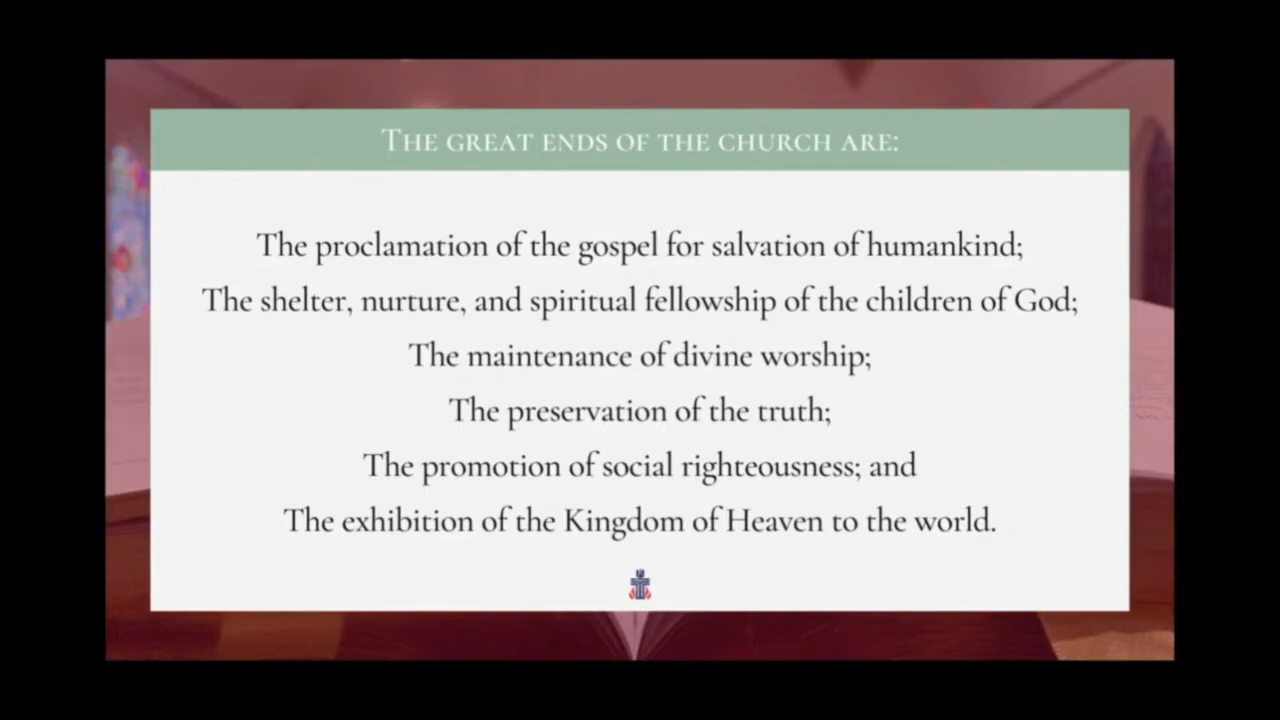 The great ends of the church are:
The proclamation of the gospel for salvation of humankind;
The shelter, nurture, and spiritual fellowship of the children of God;
The maintenance of divine worship;
The preservation of the truth;
The promotion of social righteousness; and
The exhibition of the Kingdom of Heaven to the world.